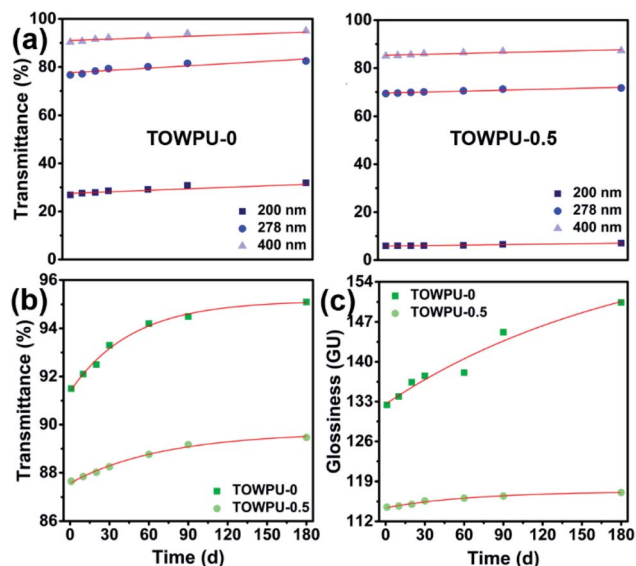 (a)
100
80
60
40
20
0
Transmittance (%)
TOWPU-0
200 nm
278 nm
400 nm
100
80
60
40
20
0
TOWPU-0.5
200 nm
278 nm
400 nm
(b)
96
94
92
90
88
86
Transmittance (%)
TOWPU-0
TOWPU-0.5
0 30 60 90 120 150 180
Time (d)
(c)
154
147
140
133
126
119
112
Glossiness (GU)
TOWPU-0
TOWPU-0.5
0 30 60 90 120 150 180
Time (d)